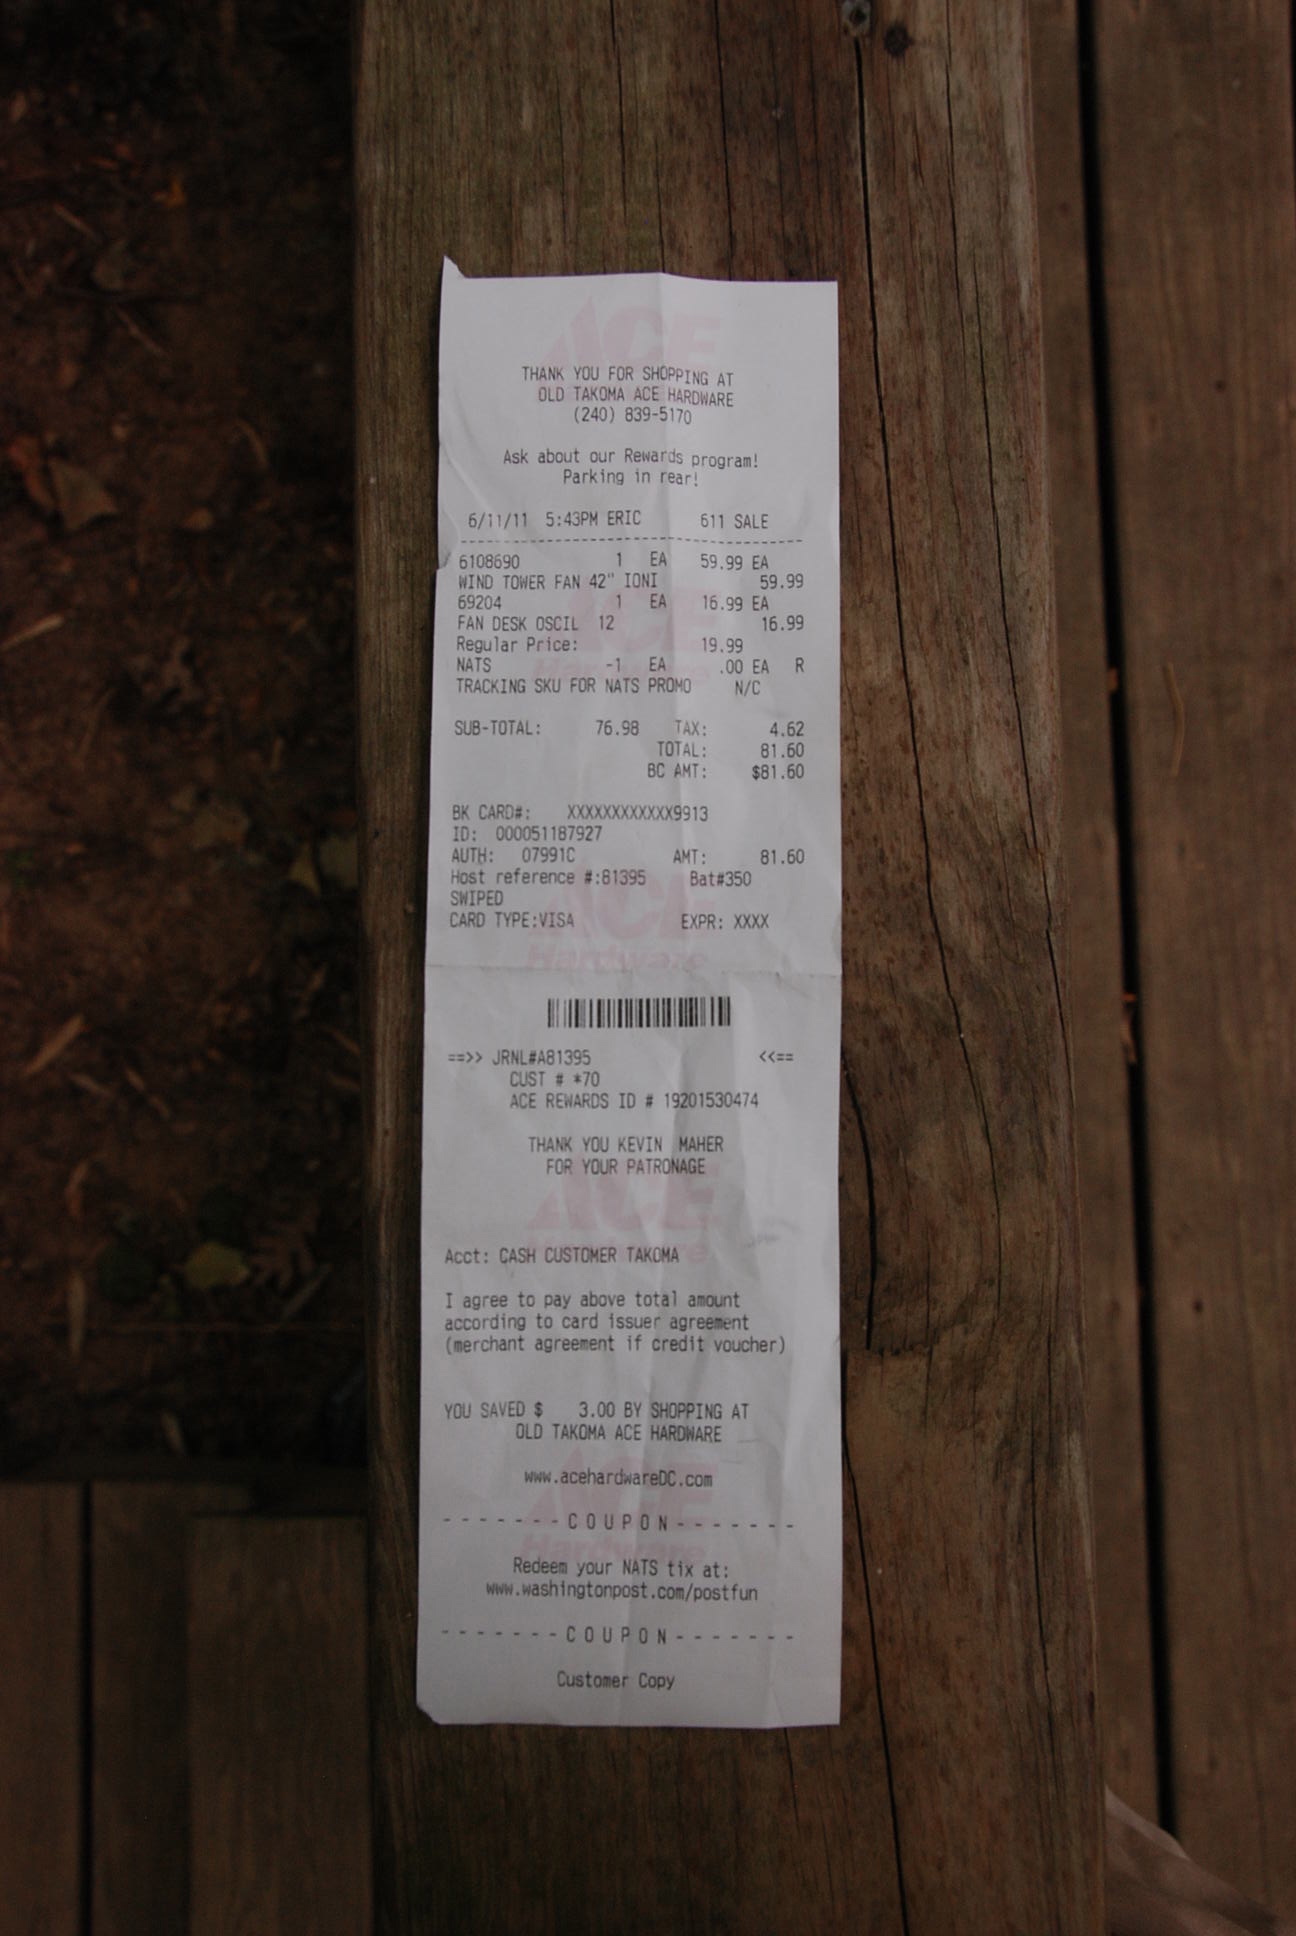 THANK YOU FOR SHOPPING AT
OLD TAKOMA ACE HARDWARE
(240) 839-5170
Ask about our Rewards program!
Parking in rear!
6/11/11 5:43PM ERIC 611 SALE
--------------------------------------------
6108690 1 EA 59.99 EA
WIND TOWER FAN 42" IONI 59.99
69204 1 EA 16.99 EA
FAN DESK OSCIL 12 16.99
Regular Price: 19.99
NATS -1 EA .00 EA R
TRACKING SKU FOR NATS PROMO N/C
SUB-TOTAL: 76.98 TAX: 4.62
TOTAL: 81.60
BC AMT: $81.60
BK CARD#: XXXXXXXXXXXX9913
ID: 000051187927
AUTH: 07991C AMT: 81.60
Host reference #:81395 Bat#350
SWIPED
CARD TYPE:VISA EXPR: XXXX
ACE
Hardware
==>> JRNL#A81395 <<==
CUST # *70
ACE REWARDS ID # 19201530474
THANK YOU KEVIN MAHER
FOR YOUR PATRONAGE
Acct: CASH CUSTOMER TAKOMA
I agree to pay above total amount
according to card issuer agreement
(merchant agreement if credit voucher)
YOU SAVED $ 3.00 BY SHOPPING AT
OLD TAKOMA ACE HARDWARE
www.acehardwareDC.com
- - - - - - - C O U P O N - - - - - - -
Redeem your NATS tix at:
www.washingtonpost.com/postfun
- - - - - - - C O U P O N - - - - - - -
Customer Copy